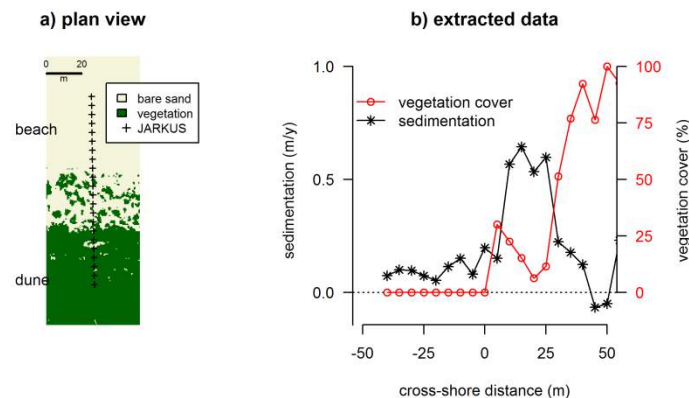 a) plan view
0 20
m
bare sand
vegetation
JARKUS
beach
dune
b) extracted data
sedimentation (m/y)
1.0
0.5
0.0
vegetation cover
sedimentation
100
75
50
25
0
vegetation cover (%)
-50 -25 0 25 50
cross-shore distance (m)